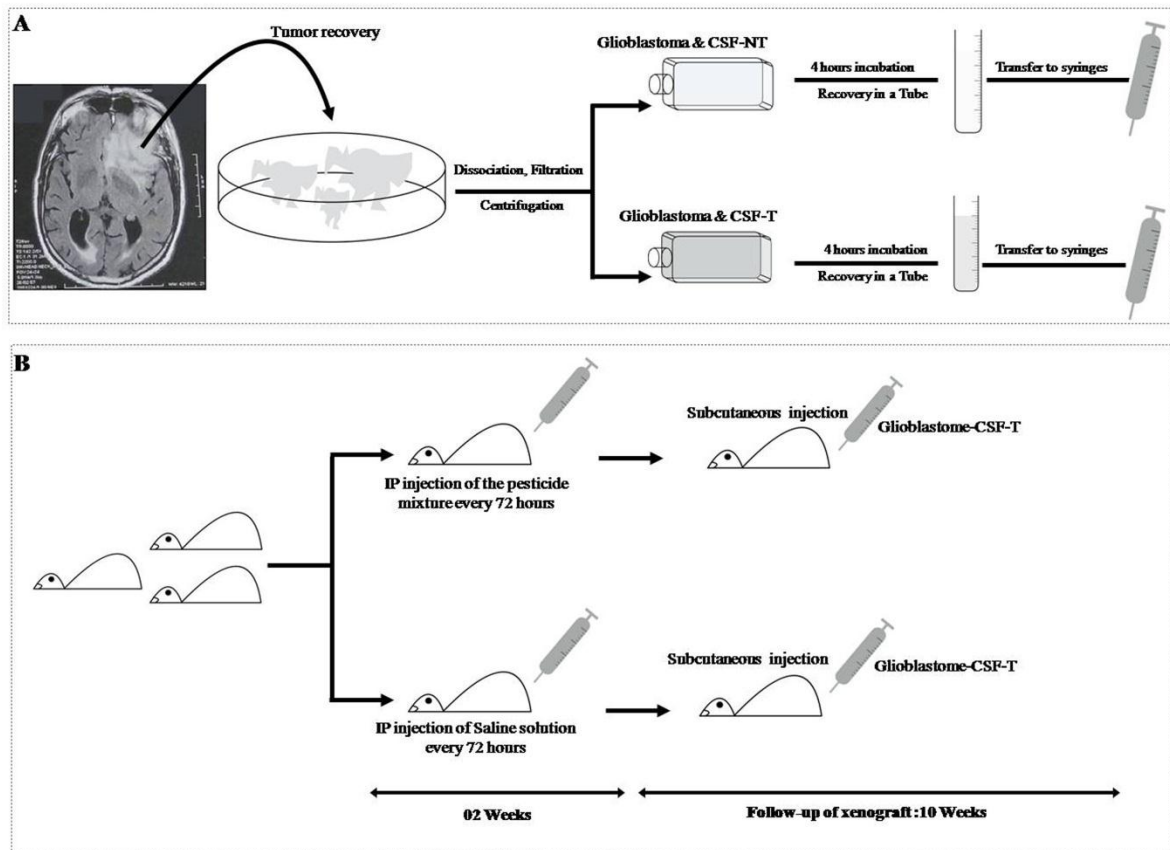 A
Tumor recovery
Glioblastoma & CSF-NT
4 hours incubation
Recovery in a Tube
Transfer to syringes
Dissociation, Filtration
Centrifugation
Glioblastoma & CSF-T
4 hours incubation
Recovery in a Tube
Transfer to syringes
B
Subcutaneous injection
Glioblastome-CSF-T
IP injection of the pesticide
mixture every 72 hours
Subcutaneous injection
Glioblastome-CSF-T
IP injection of Saline solution
every 72 hours
02 Weeks
Follow-up of xenograft :10 Weeks